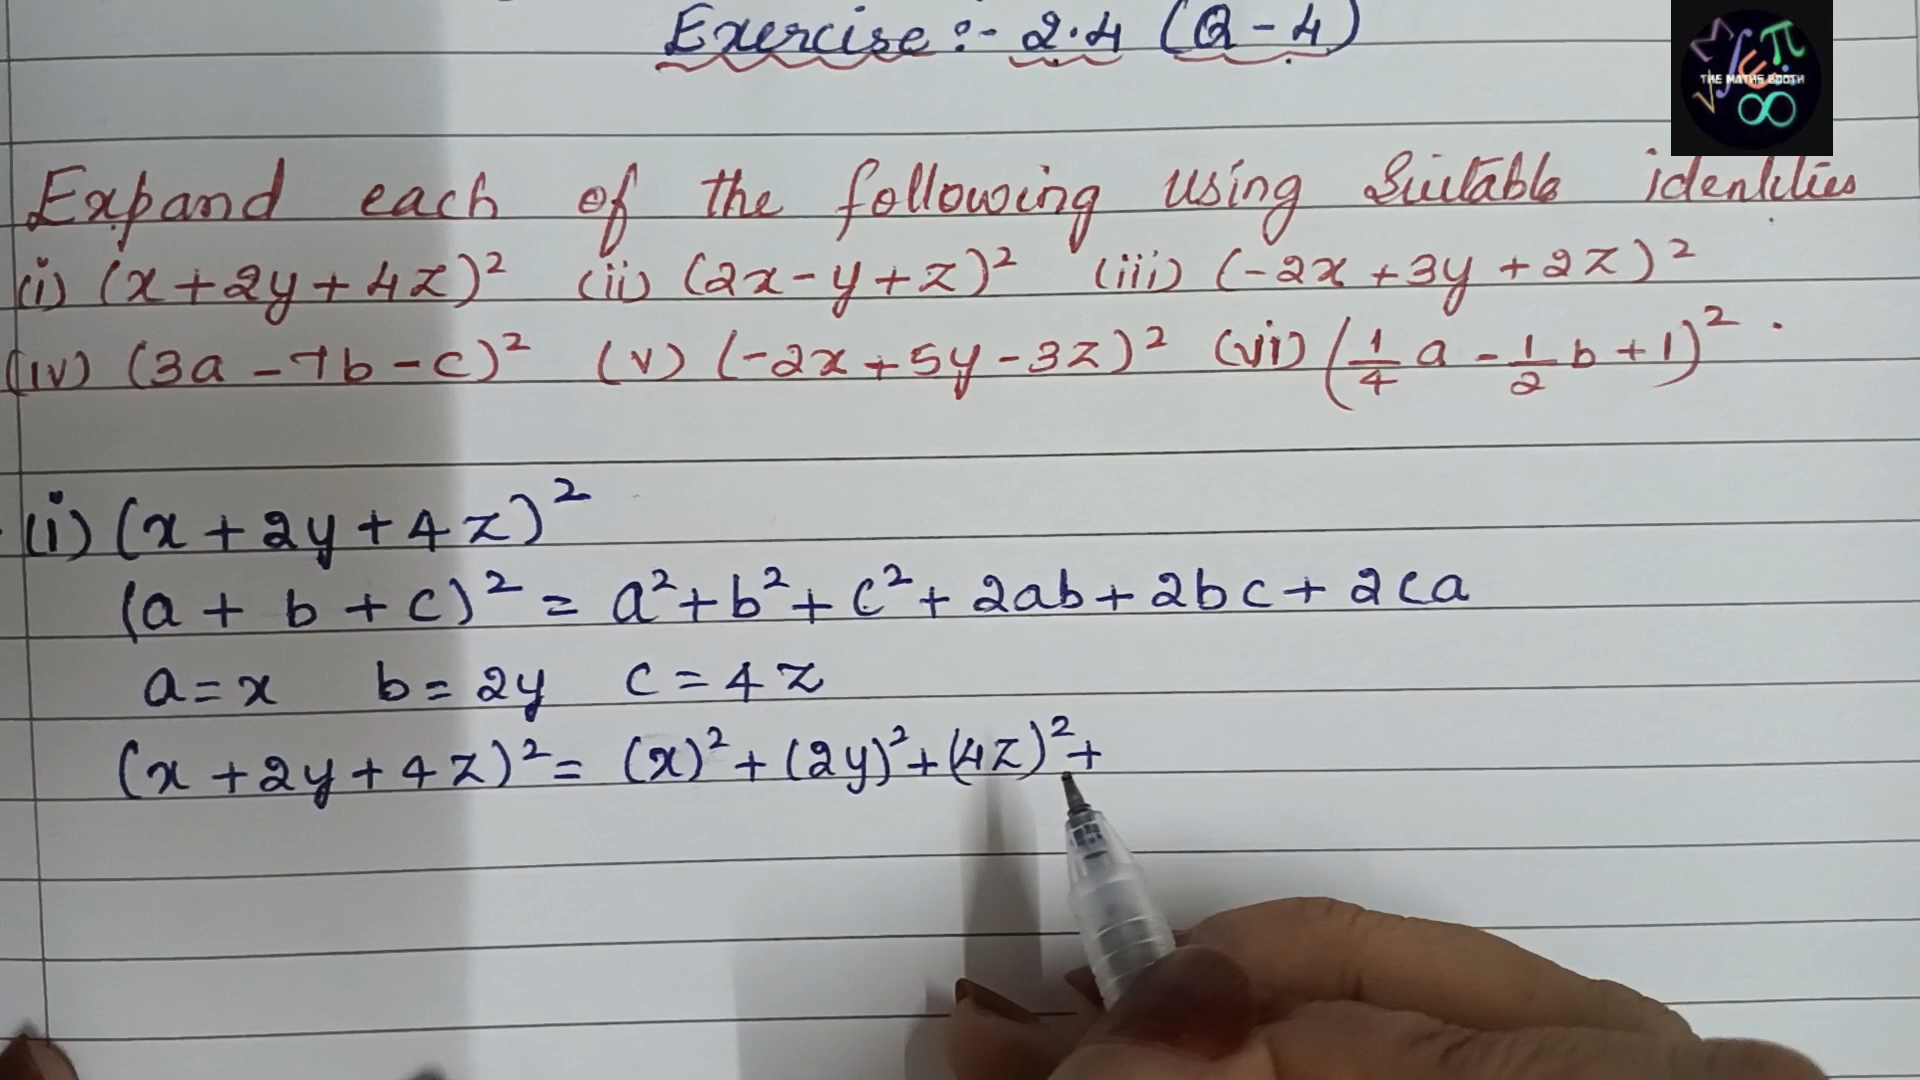 Exercise :- 2.4 (Q-4)
THE MATHS BOOTH
Expand each of the following using Suitable identities
(i) (x+2y+4z)² (ii) (2x-y+z)² (iii) (-2x+3y+2z)²
(iv) (3a-7b-c)² (v) (-2x+5y-3z)² (vi) (1/4 a - 1/2 b + 1)² .
(i) (x+2y+4z)²
(a + b + c)² = a²+b²+c²+2ab+2bc+2ca
a=x b=2y c=4z
(x+2y+4z)² = (x)²+(2y)²+(4z)²+